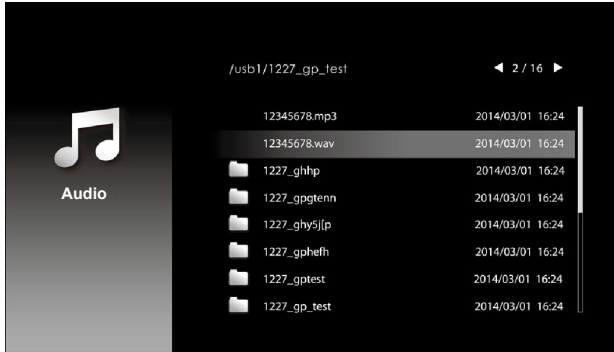 /usb1/1227_gp_test ◀ 2/16 ▶
12345678.mp3 2014/03/01 16:24
12345678.wav 2014/03/01 16:24
1227_ghhp 2014/03/01 16:24
1227_gpgtenn 2014/03/01 16:24
Audio
1227_ghy5j[p 2014/03/01 16:24
1227_gphefh 2014/03/01 16:24
1227_gptest 2014/03/01 16:24
1227_gp_test 2014/03/01 16:24